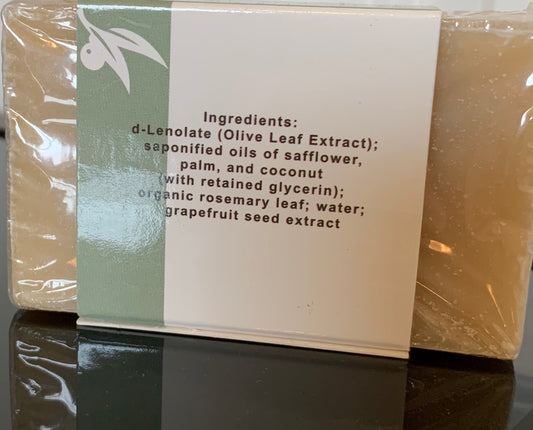 Ingredients:
d-Lenolate (Olive Leaf Extract);
saponified oils of safflower,
palm, and coconut
(with retained glycerin);
organic rosemary leaf; water;
grapefruit seed extract